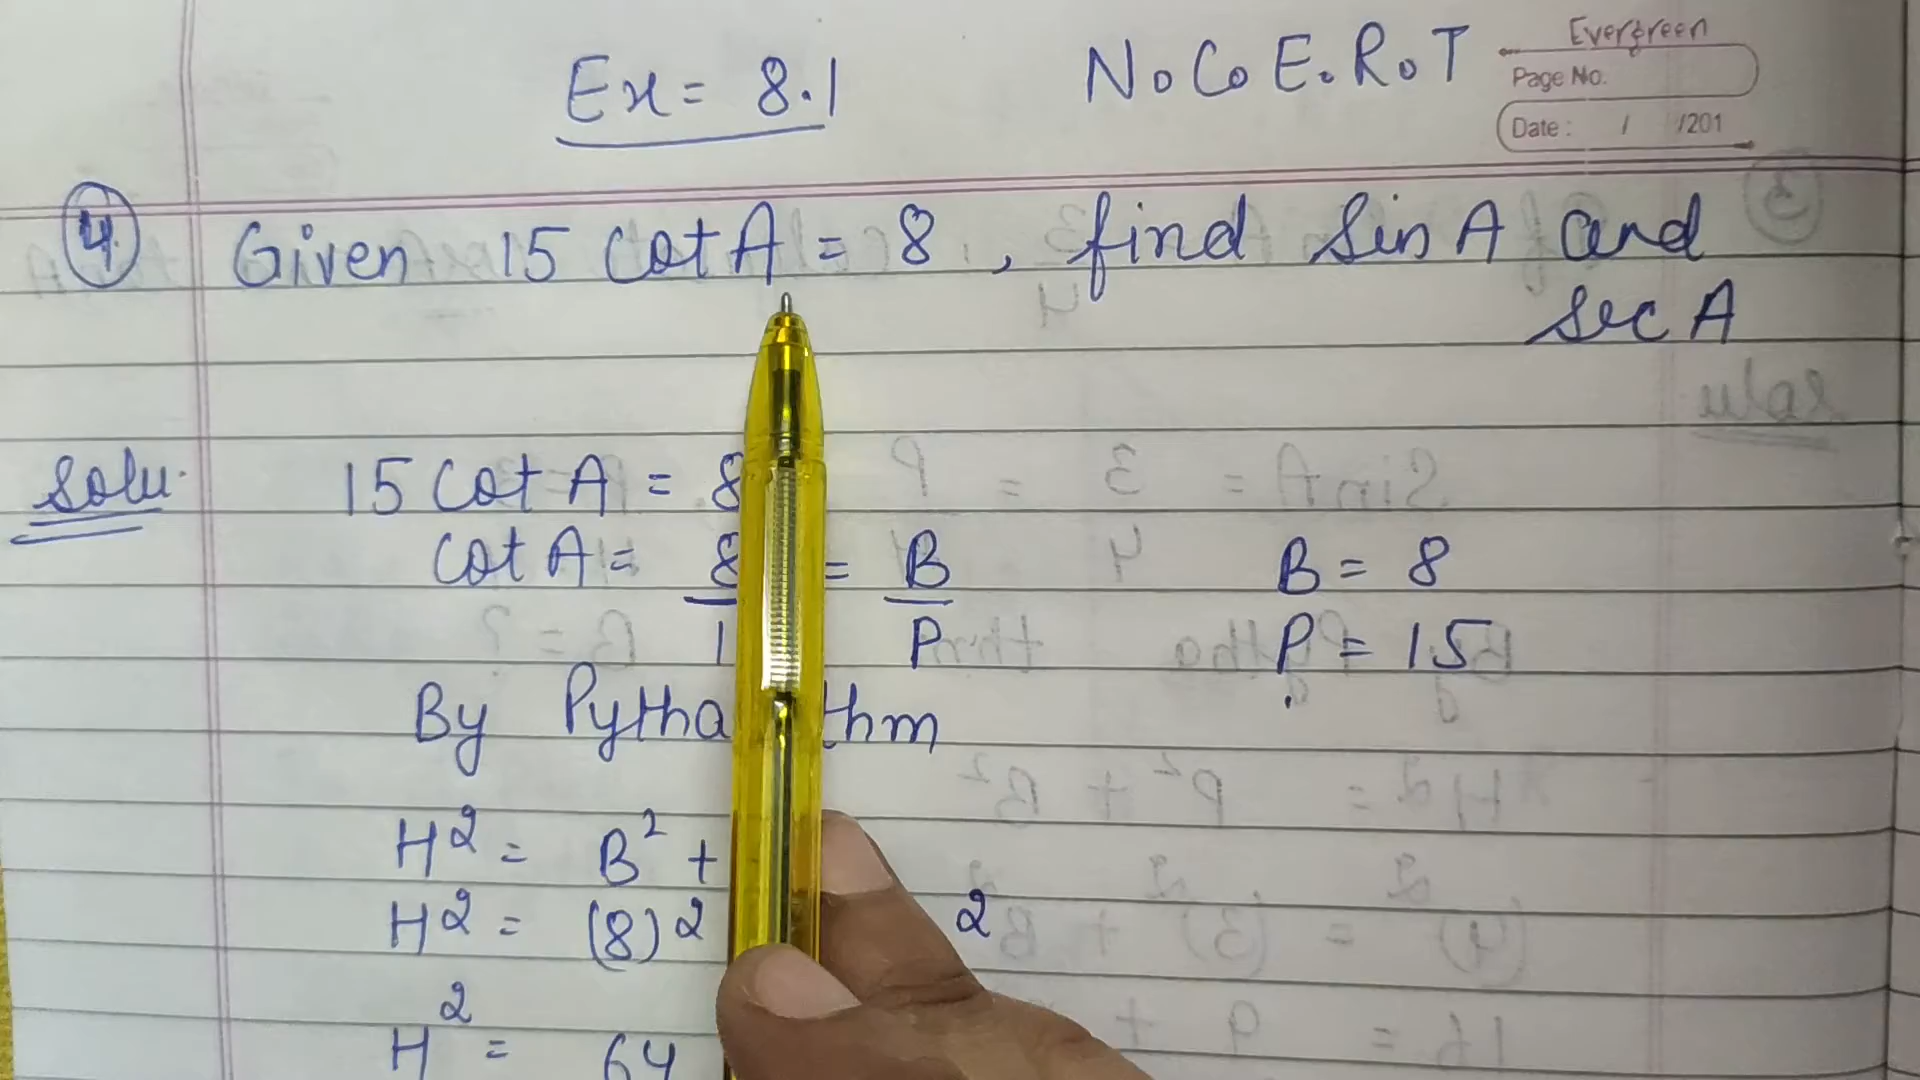 Evergreen
Ex = 8.1 N.C.E.R.T
Page No.
Date : / /201
4. Given 15 cot A = 8 , find Sin A and
sec A
Solu. 15 cot A = 8
cot A = 8 = B B = 8
1 P P = 15
By Pytha thm
H² = B² +
H² = (8)² 2
H² = 64